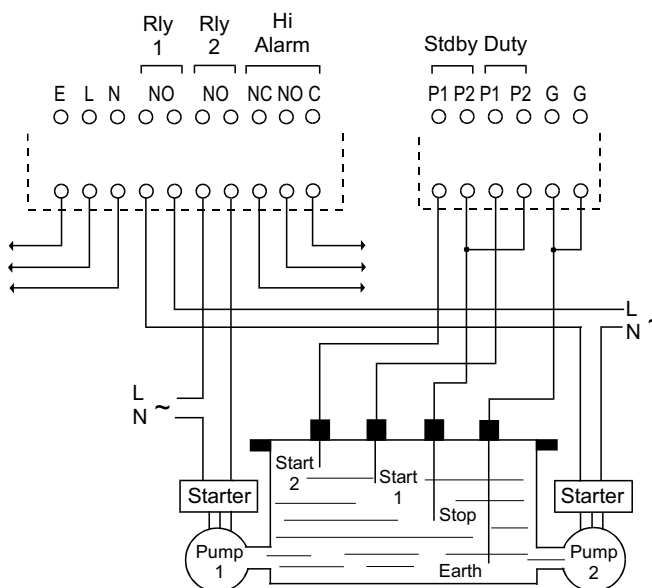 Rly 1
Rly 2
Hi Alarm
Stdby Duty
E L N NO NO NC NO C
P1 P2 P1 P2 G G
L
N ~
L
N ~
Start 2
Start 1
Stop
Earth
Starter
Starter
Pump 1
Pump 2